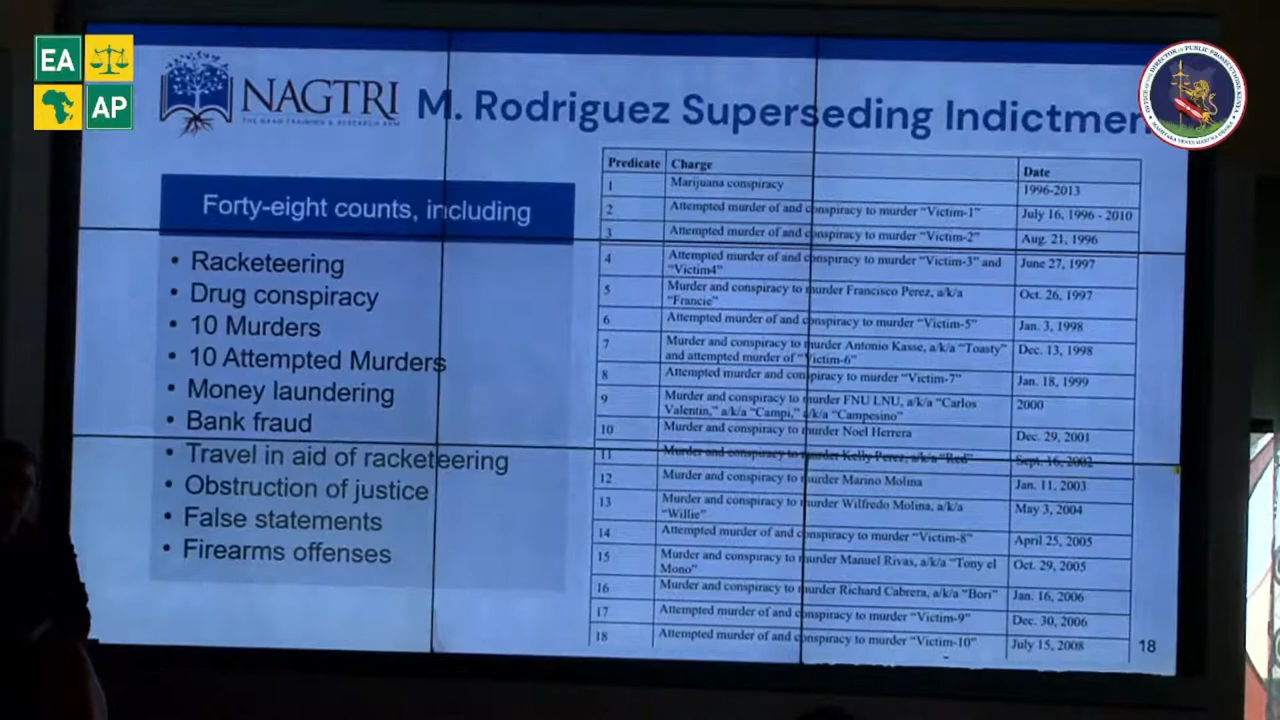 EA
AP
NAGTRI
THE NAAG TRAINING & RESEARCH ARM
M. Rodriguez Superseding Indictmen
Forty-eight counts, including
• Racketeering
• Drug conspiracy
• 10 Murders
• 10 Attempted Murders
• Money laundering
• Bank fraud
• Travel in aid of racketeering
• Obstruction of justice
• False statements
• Firearms offenses
Predicate Charge Date
1 Marijuana conspiracy 1996-2013
2 Attempted murder of and conspiracy to murder "Victim-1" July 16, 1996 - 2010
3 Attempted murder of and conspiracy to murder "Victim-2" Aug. 21, 1996
4 Attempted murder of and conspiracy to murder "Victim-3" and June 27, 1997
"Victim4"
5 Murder and conspiracy to murder Francisco Perez, a/k/a Oct. 26, 1997
"Francie"
6 Attempted murder of and conspiracy to murder "Victim-5" Jan. 3, 1998
7 Murder and conspiracy to murder Antonio Kasse, a/k/a "Toasty" Dec. 13, 1998
and attempted murder of "Victim-6"
8 Attempted murder and conspiracy to murder "Victim-7" Jan. 18, 1999
9 Murder and conspiracy to murder FNU LNU, a/k/a "Carlos 2000
Valentin," a/k/a "Campi," a/k/a "Campesino"
10 Murder and conspiracy to murder Noel Herrera Dec. 29, 2001
11 Murder and conspiracy to murder Kelly Perez, a/k/a "Red" Sept. 16, 2002
12 Murder and conspiracy to murder Marino Molina Jan. 11, 2003
13 Murder and conspiracy to murder Wilfredo Molina, a/k/a May 3, 2004
"Willie"
14 Attempted murder of and conspiracy to murder "Victim-8" April 25, 2005
15 Murder and conspiracy to murder Manuel Rivas, a/k/a "Tony el Oct. 29, 2005
Mono"
16 Murder and conspiracy to murder Richard Cabrera, a/k/a "Bori" Jan. 16, 2006
17 Attempted murder of and conspiracy to murder "Victim-9" Dec. 30, 2006
18 Attempted murder of and conspiracy to murder "Victim-10" July 15, 2008
18